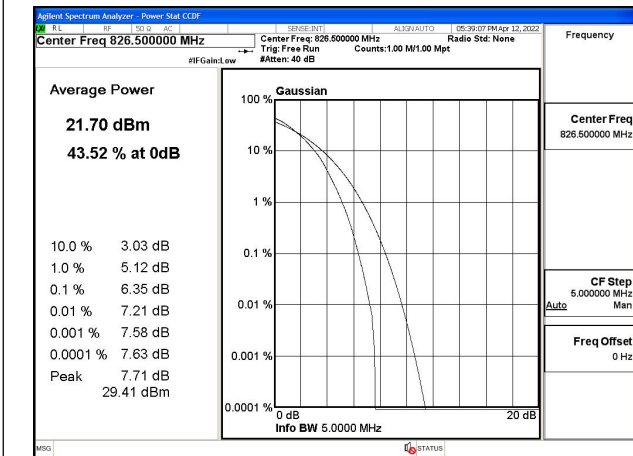 Agilent Spectrum Analyzer - Power Stat CCDF
RL RF 50 Ω AC SENSE:INT ALIGN AUTO 05:39:07 PM Apr 12, 2022
Center Freq 826.500000 MHz
Center Freq: 826.500000 MHz Radio Std: None
Trig: Free Run Counts:1.00 M/1.00 Mpt
#IFGain:Low #Atten: 40 dB
Frequency
Average Power
21.70 dBm
43.52 % at 0dB
10.0 % 3.03 dB
1.0 % 5.12 dB
0.1 % 6.35 dB
0.01 % 7.21 dB
0.001 % 7.58 dB
0.0001 % 7.63 dB
Peak 7.71 dB
29.41 dBm
Gaussian
100 %
10 %
1 %
0.1 %
0.01 %
0.001 %
0.0001 %
0 dB 20 dB
Info BW 5.0000 MHz
Center Freq
826.500000 MHz
CF Step
5.000000 MHz
Auto Man
Freq Offset
0 Hz
MSG STATUS